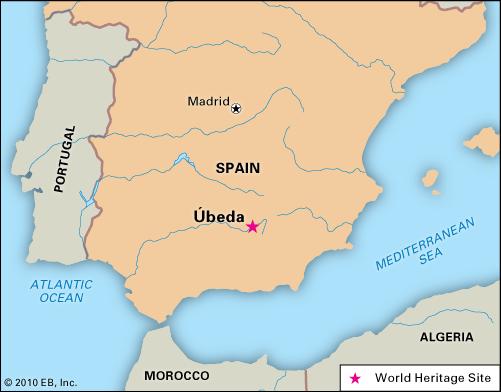 Madrid
PORTUGAL
SPAIN
Úbeda
MEDITERRANEAN
SEA
ATLANTIC
OCEAN
ALGERIA
MOROCCO
© 2010 EB, Inc.
World Heritage Site